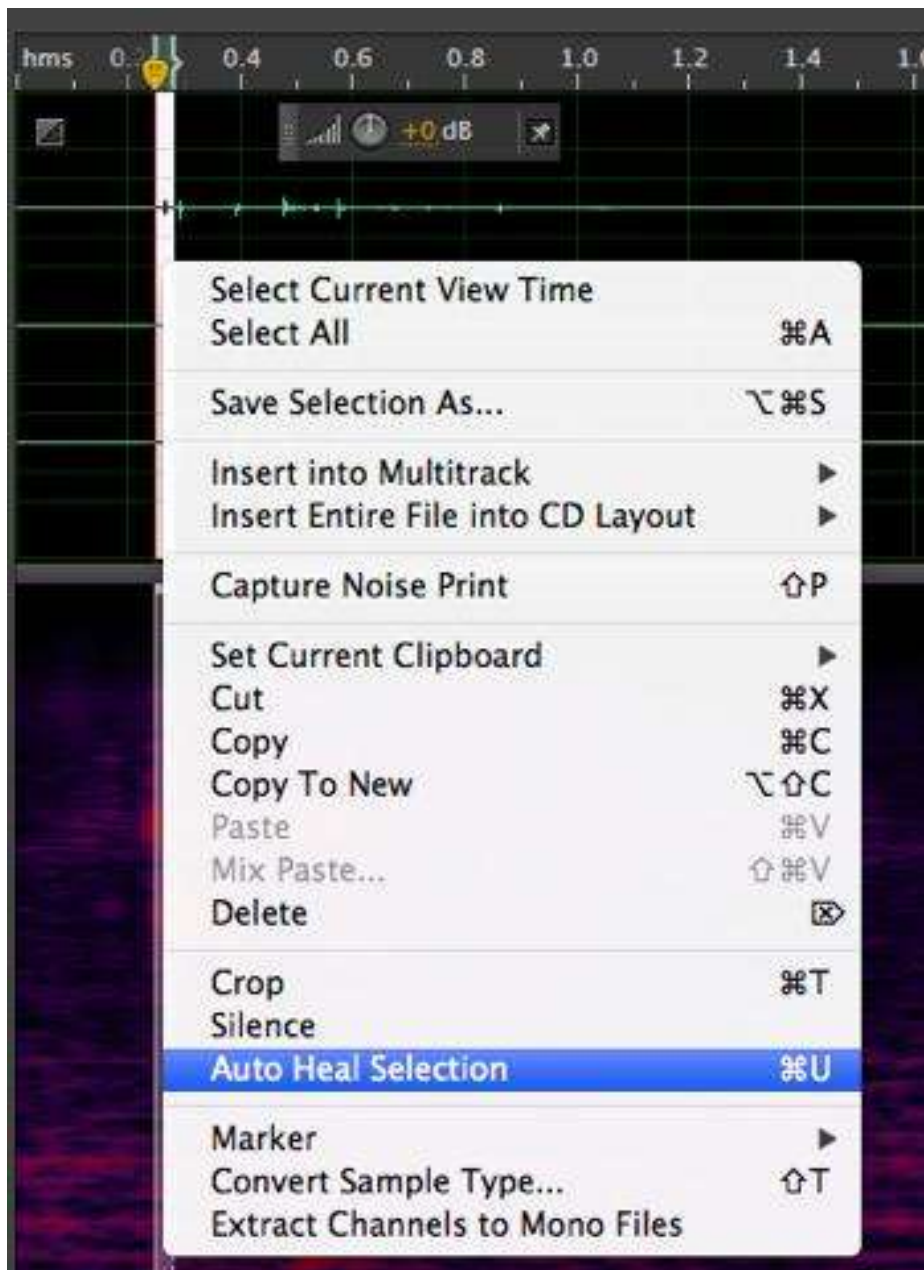 hms 0. 0.4 0.6 0.8 1.0 1.2 1.4 1.
+0 dB
Select Current View Time
Select All ⌘A
Save Selection As... ⌥⌘S
Insert into Multitrack ▶
Insert Entire File into CD Layout ▶
Capture Noise Print ⇧P
Set Current Clipboard ▶
Cut ⌘X
Copy ⌘C
Copy To New ⌥⇧C
Paste ⌘V
Mix Paste... ⇧⌘V
Delete ⌦
Crop ⌘T
Silence
Auto Heal Selection ⌘U
Marker ▶
Convert Sample Type... ⇧T
Extract Channels to Mono Files